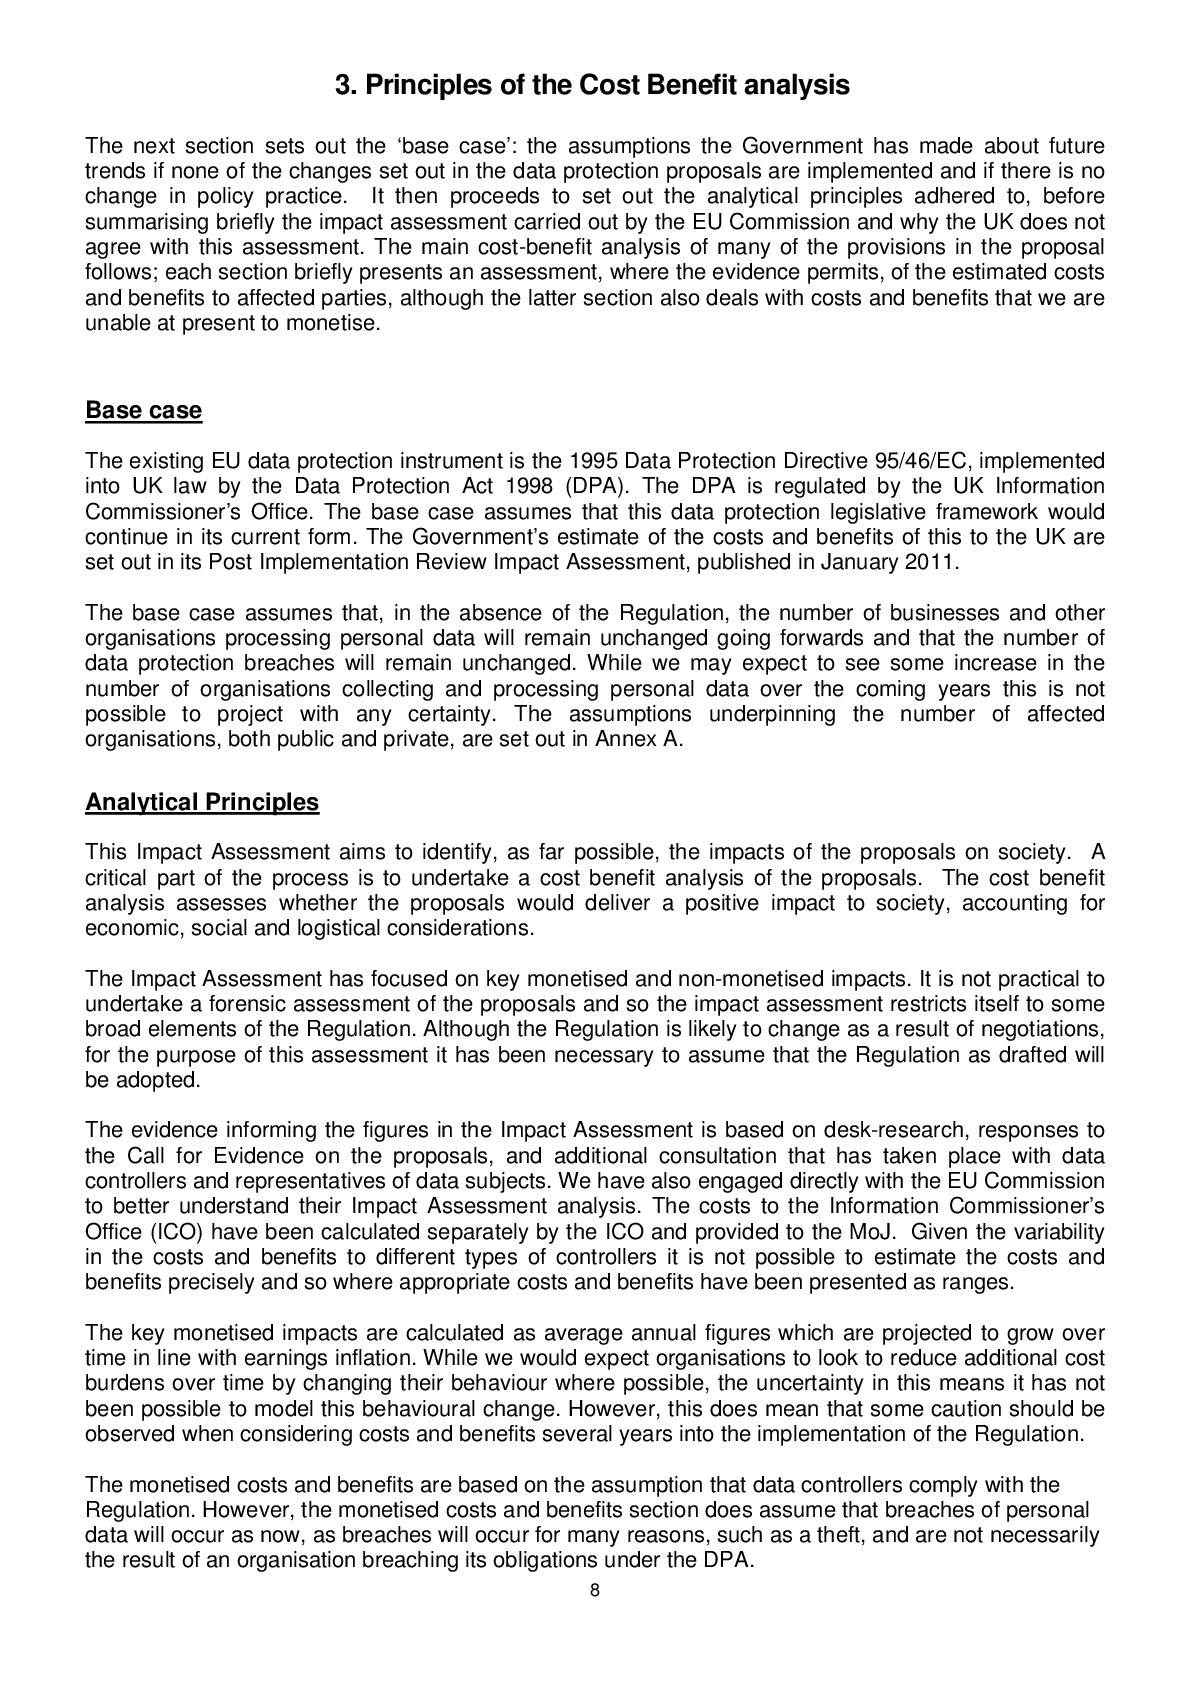 3. Principles of the Cost Benefit analysis
The next section sets out the ‘base case’: the assumptions the Government has made about future
trends if none of the changes set out in the data protection proposals are implemented and if there is no
change in policy practice.  It then proceeds to set out the analytical principles adhered to, before
summarising briefly the impact assessment carried out by the EU Commission and why the UK does not
agree with this assessment. The main cost-benefit analysis of many of the provisions in the proposal
follows; each section briefly presents an assessment, where the evidence permits, of the estimated costs
and benefits to affected parties, although the latter section also deals with costs and benefits that we are
unable at present to monetise.
Base case
The existing EU data protection instrument is the 1995 Data Protection Directive 95/46/EC, implemented
into UK law by the Data Protection Act 1998 (DPA). The DPA is regulated by the UK Information
Commissioner’s Office. The base case assumes that this data protection legislative framework would
continue in its current form. The Government’s estimate of the costs and benefits of this to the UK are
set out in its Post Implementation Review Impact Assessment, published in January 2011.
The base case assumes that, in the absence of the Regulation, the number of businesses and other
organisations processing personal data will remain unchanged going forwards and that the number of
data protection breaches will remain unchanged. While we may expect to see some increase in the
number of organisations collecting and processing personal data over the coming years this is not
possible to project with any certainty. The assumptions underpinning the number of affected
organisations, both public and private, are set out in Annex A.
Analytical Principles
This Impact Assessment aims to identify, as far possible, the impacts of the proposals on society.  A
critical part of the process is to undertake a cost benefit analysis of the proposals.  The cost benefit
analysis assesses whether the proposals would deliver a positive impact to society, accounting for
economic, social and logistical considerations.
The Impact Assessment has focused on key monetised and non-monetised impacts. It is not practical to
undertake a forensic assessment of the proposals and so the impact assessment restricts itself to some
broad elements of the Regulation. Although the Regulation is likely to change as a result of negotiations,
for the purpose of this assessment it has been necessary to assume that the Regulation as drafted will
be adopted.
The evidence informing the figures in the Impact Assessment is based on desk-research, responses to
the Call for Evidence on the proposals, and additional consultation that has taken place with data
controllers and representatives of data subjects. We have also engaged directly with the EU Commission
to better understand their Impact Assessment analysis. The costs to the Information Commissioner’s
Office (ICO) have been calculated separately by the ICO and provided to the MoJ.  Given the variability
in the costs and benefits to different types of controllers it is not possible to estimate the costs and
benefits precisely and so where appropriate costs and benefits have been presented as ranges.
The key monetised impacts are calculated as average annual figures which are projected to grow over
time in line with earnings inflation. While we would expect organisations to look to reduce additional cost
burdens over time by changing their behaviour where possible, the uncertainty in this means it has not
been possible to model this behavioural change. However, this does mean that some caution should be
observed when considering costs and benefits several years into the implementation of the Regulation.
The monetised costs and benefits are based on the assumption that data controllers comply with the
Regulation. However, the monetised costs and benefits section does assume that breaches of personal
data will occur as now, as breaches will occur for many reasons, such as a theft, and are not necessarily
the result of an organisation breaching its obligations under the DPA.
8